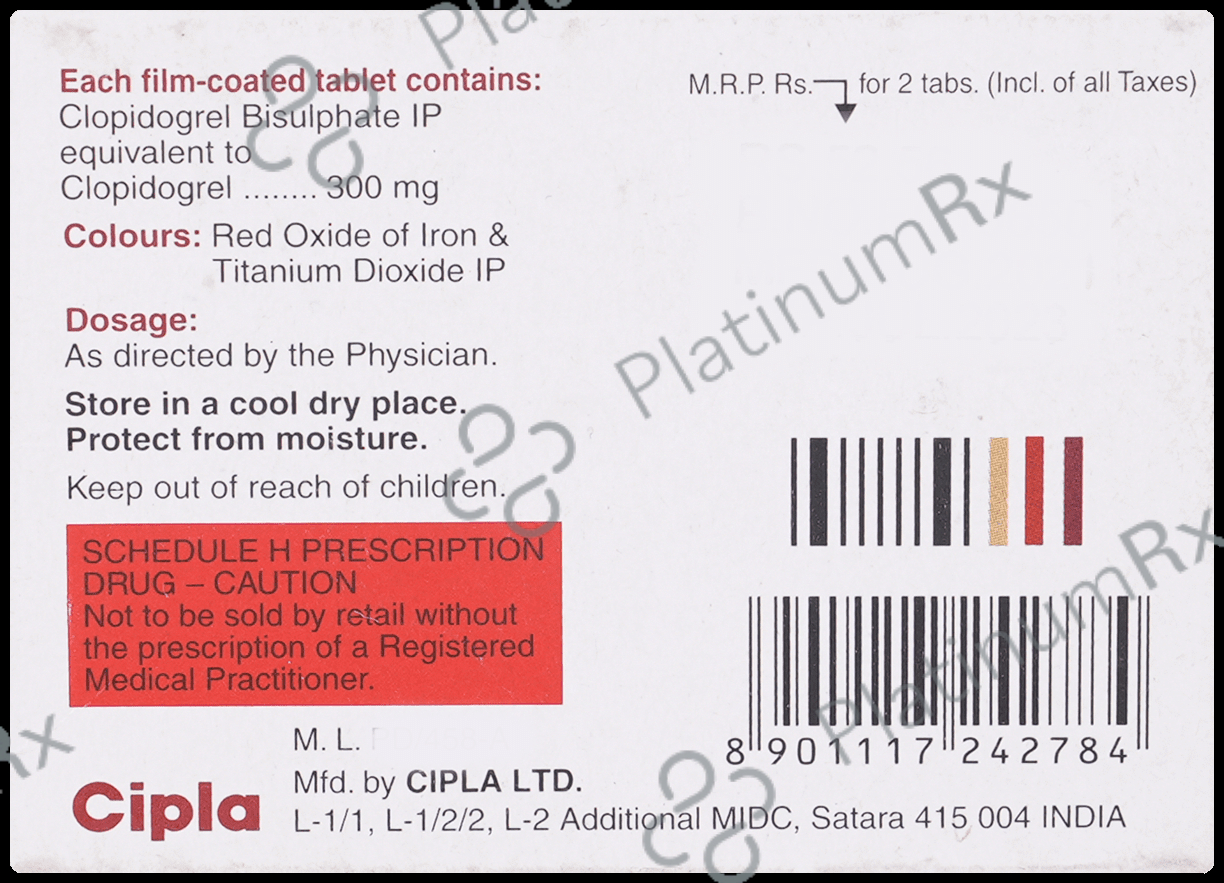 Each film-coated tablet contains:
Clopidogrel Bisulphate IP
equivalent to
Clopidogrel ........ 300 mg
Colours: Red Oxide of Iron &
Titanium Dioxide IP
Dosage:
As directed by the Physician.
Store in a cool dry place.
Protect from moisture.
Keep out of reach of children.
SCHEDULE H PRESCRIPTION
DRUG – CAUTION
Not to be sold by retail without
the prescription of a Registered
Medical Practitioner.
M. L.
Cipla
Mfd. by CIPLA LTD.
L-1/1, L-1/2/2, L-2 Additional MIDC, Satara 415 004 INDIA
M.R.P. Rs. for 2 tabs. (Incl. of all Taxes)
8 901117 242784
PlatinumRx
PlatinumRx